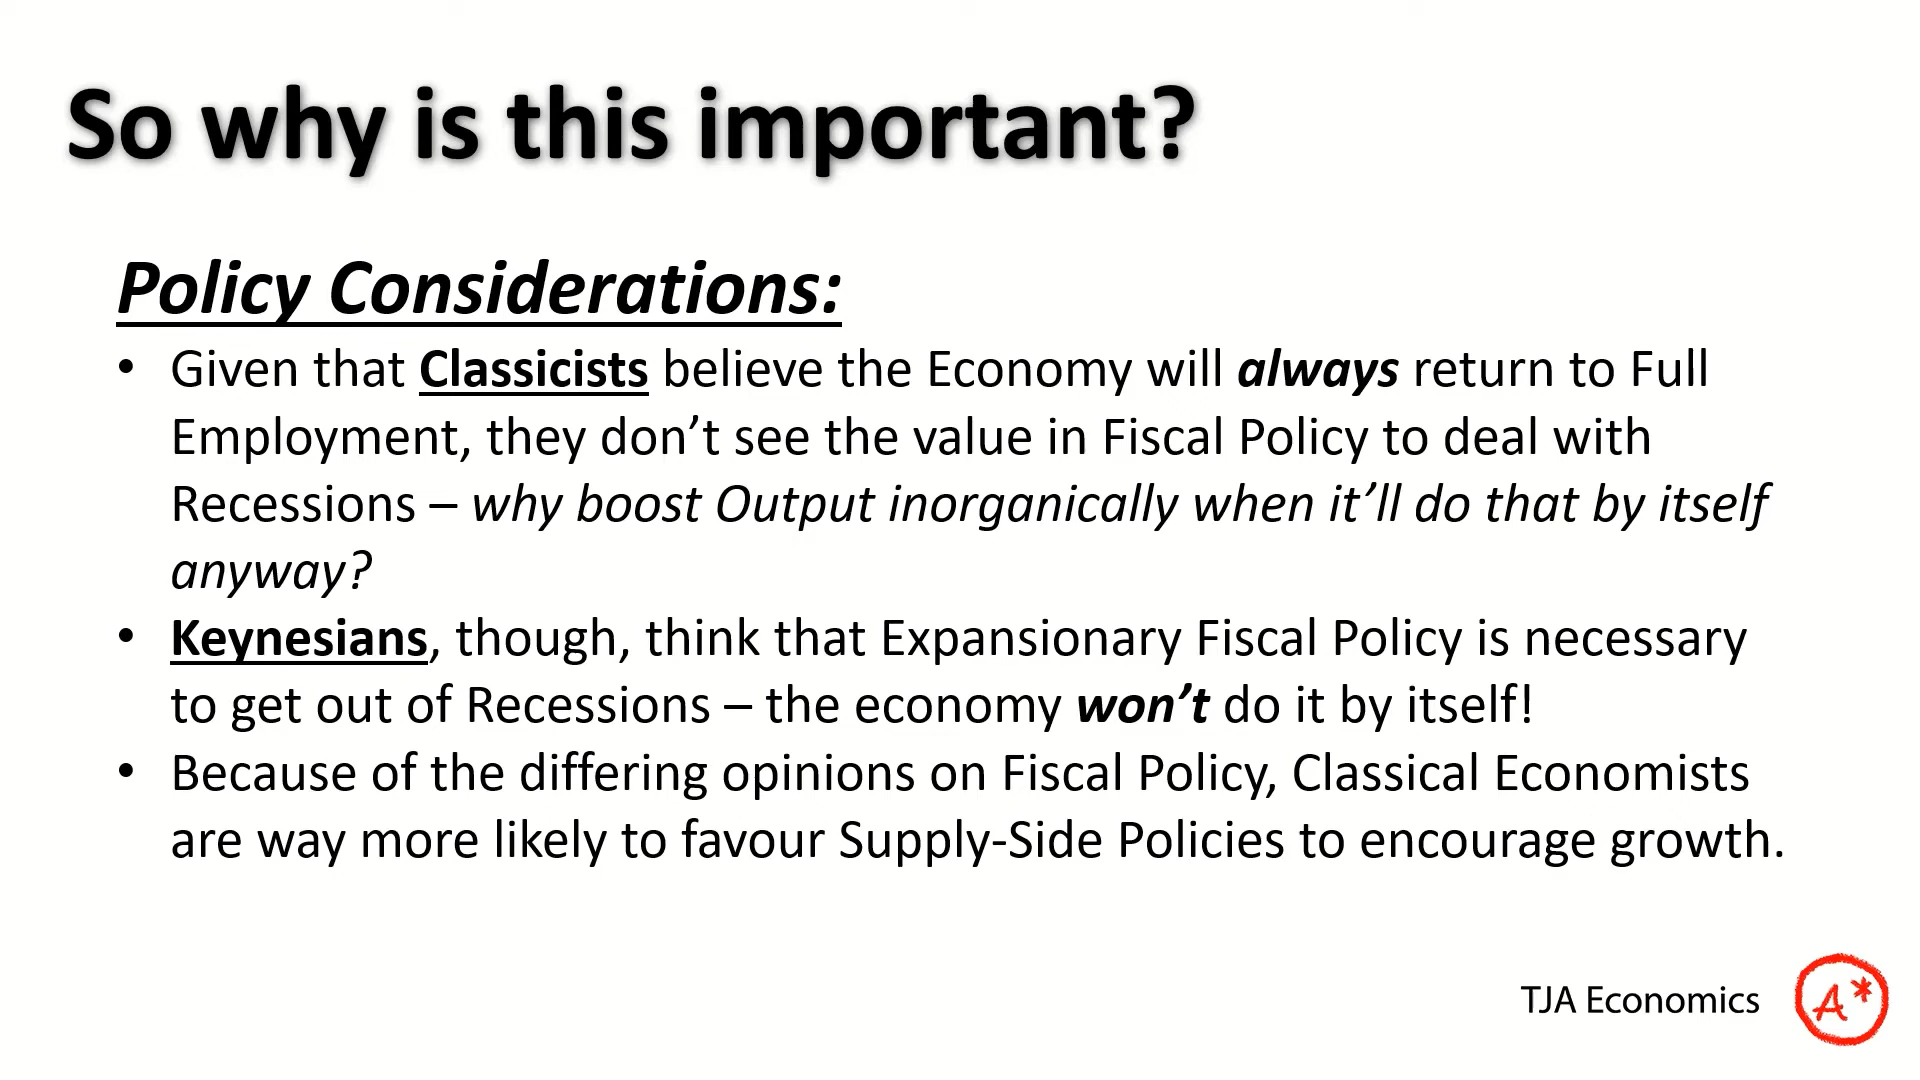 So why is this important?
Policy Considerations:
• Given that Classicists believe the Economy will always return to Full
Employment, they don’t see the value in Fiscal Policy to deal with
Recessions – why boost Output inorganically when it’ll do that by itself
anyway?
• Keynesians, though, think that Expansionary Fiscal Policy is necessary
to get out of Recessions – the economy won’t do it by itself!
• Because of the differing opinions on Fiscal Policy, Classical Economists
are way more likely to favour Supply-Side Policies to encourage growth.
TJA Economics
A*